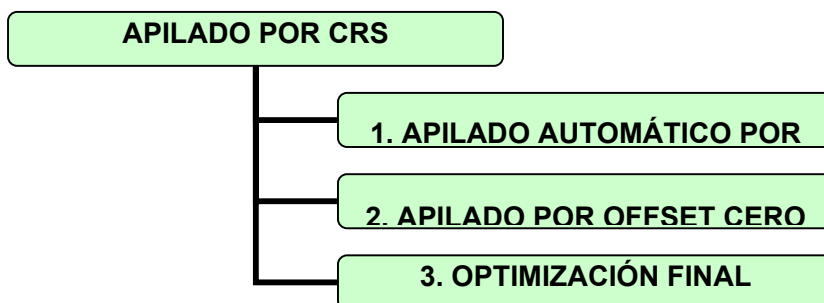 APILADO POR CRS
1. APILADO AUTOMÁTICO POR
2. APILADO POR OFFSET CERO
3. OPTIMIZACIÓN FINAL